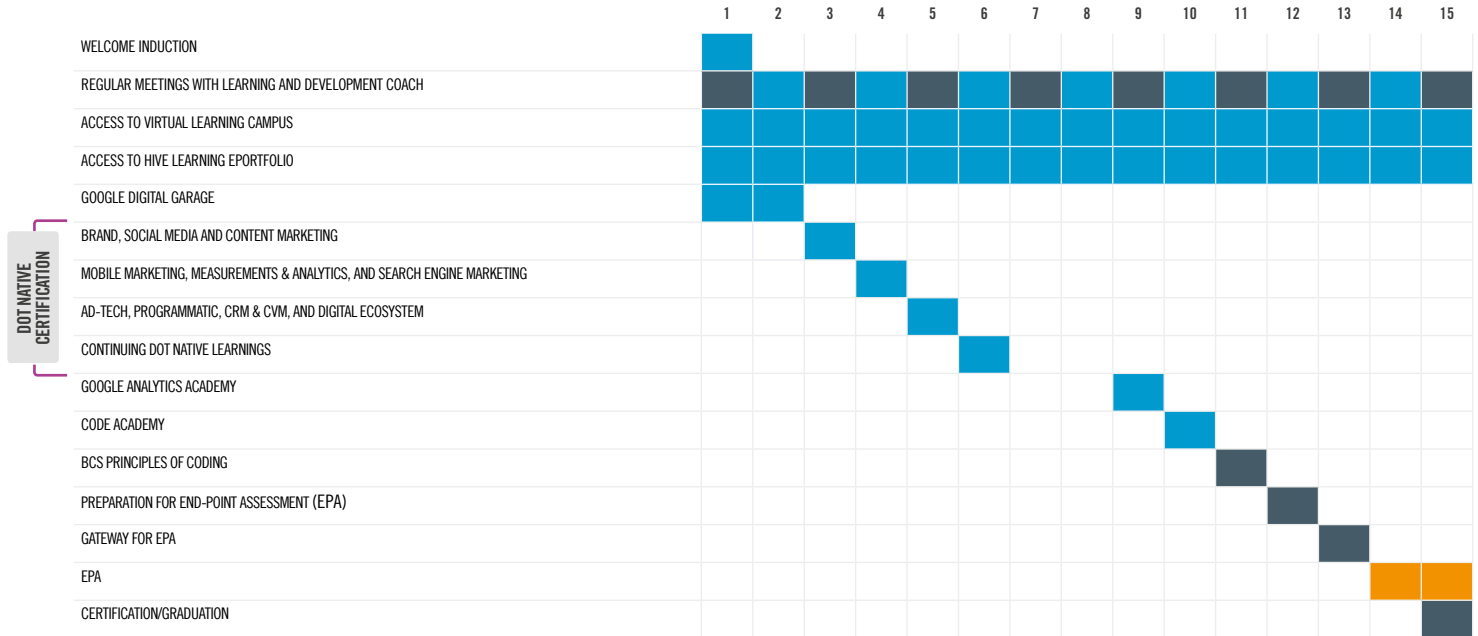 1 2 3 4 5 6 7 8 9 10 11 12 13 14 15
WELCOME INDUCTION
REGULAR MEETINGS WITH LEARNING AND DEVELOPMENT COACH
ACCESS TO VIRTUAL LEARNING CAMPUS
ACCESS TO HIVE LEARNING EPORTFOLIO
GOOGLE DIGITAL GARAGE
DOT NATIVE
CERTIFICATION
BRAND, SOCIAL MEDIA AND CONTENT MARKETING
MOBILE MARKETING, MEASUREMENTS & ANALYTICS, AND SEARCH ENGINE MARKETING
AD-TECH, PROGRAMMATIC, CRM & CVM, AND DIGITAL ECOSYSTEM
CONTINUING DOT NATIVE LEARNINGS
GOOGLE ANALYTICS ACADEMY
CODE ACADEMY
BCS PRINCIPLES OF CODING
PREPARATION FOR END-POINT ASSESSMENT (EPA)
GATEWAY FOR EPA
EPA
CERTIFICATION/GRADUATION